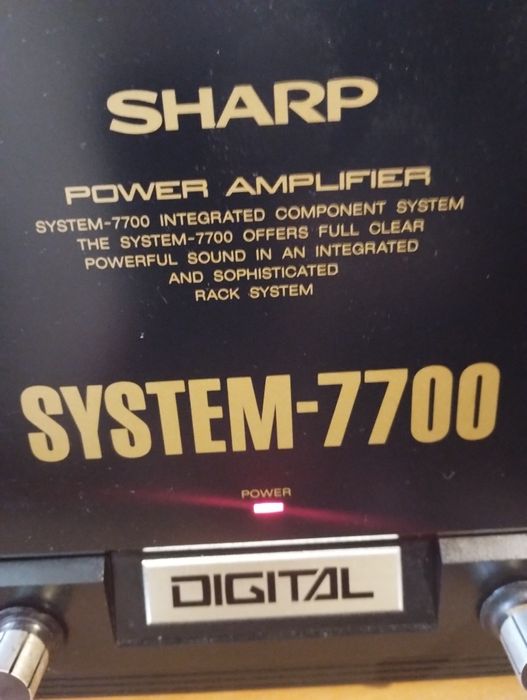 SHARP
POWER AMPLIFIER
SYSTEM-7700 INTEGRATED COMPONENT SYSTEM
THE SYSTEM-7700 OFFERS FULL CLEAR
POWERFUL SOUND IN AN INTEGRATED
AND SOPHISTICATED
RACK SYSTEM
SYSTEM-7700
POWER
DIGITAL